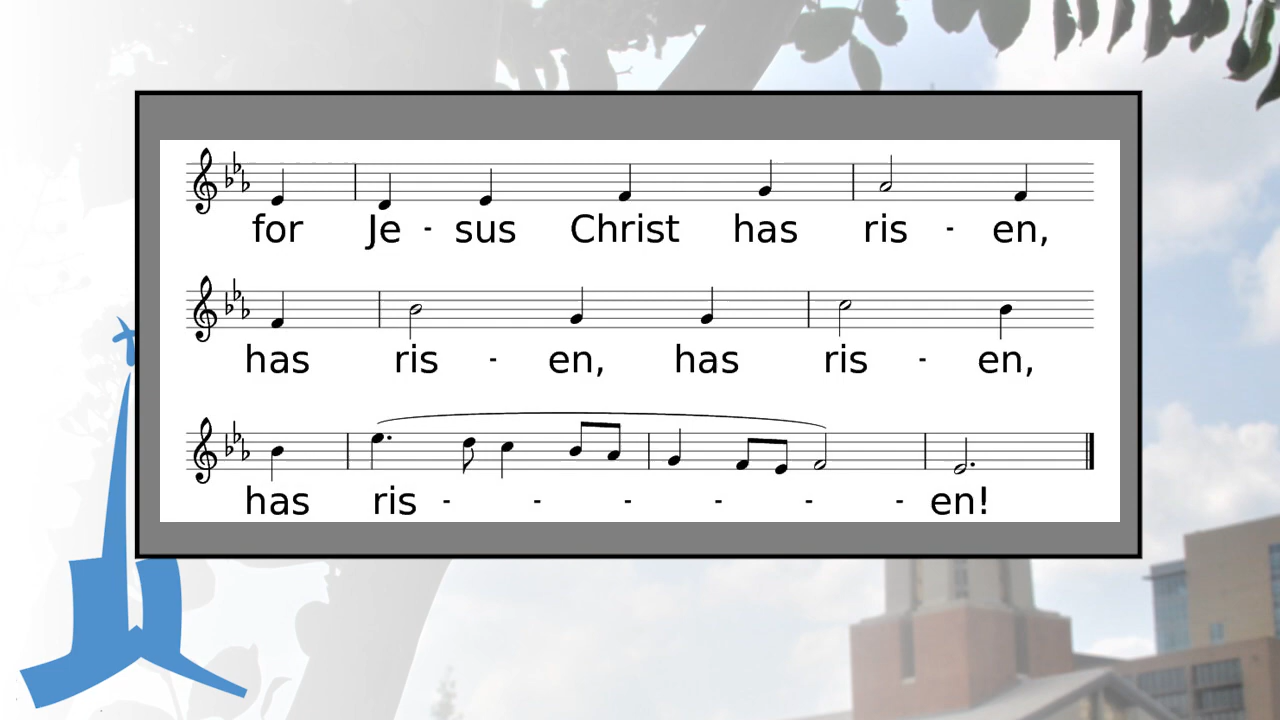 for Je - sus Christ has ris - en,
has ris - en, has ris - en,
has ris - - - - - - en!